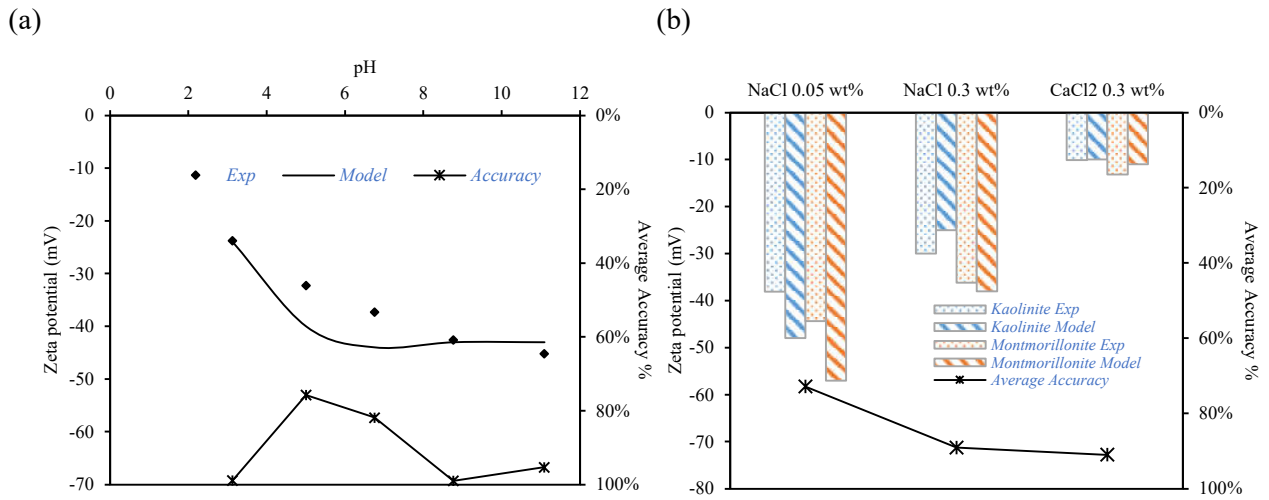 (a)
pH
0 2 4 6 8 10 12
0
-10
-20
-30
-40
-50
-60
-70
Zeta potential (mV)
Exp Model Accuracy
0%
20%
40%
60%
80%
100%
Average Accuracy %
(b)
NaCl 0.05 wt% NaCl 0.3 wt% CaCl2 0.3 wt%
0
-10
-20
-30
-40
-50
-60
-70
-80
Zeta potential (mV)
Kaolinite Exp
Kaolinite Model
Montmorillonite Exp
Montmorillonite Model
Average Accuracy
0%
20%
40%
60%
80%
100%
Average Accuracy %